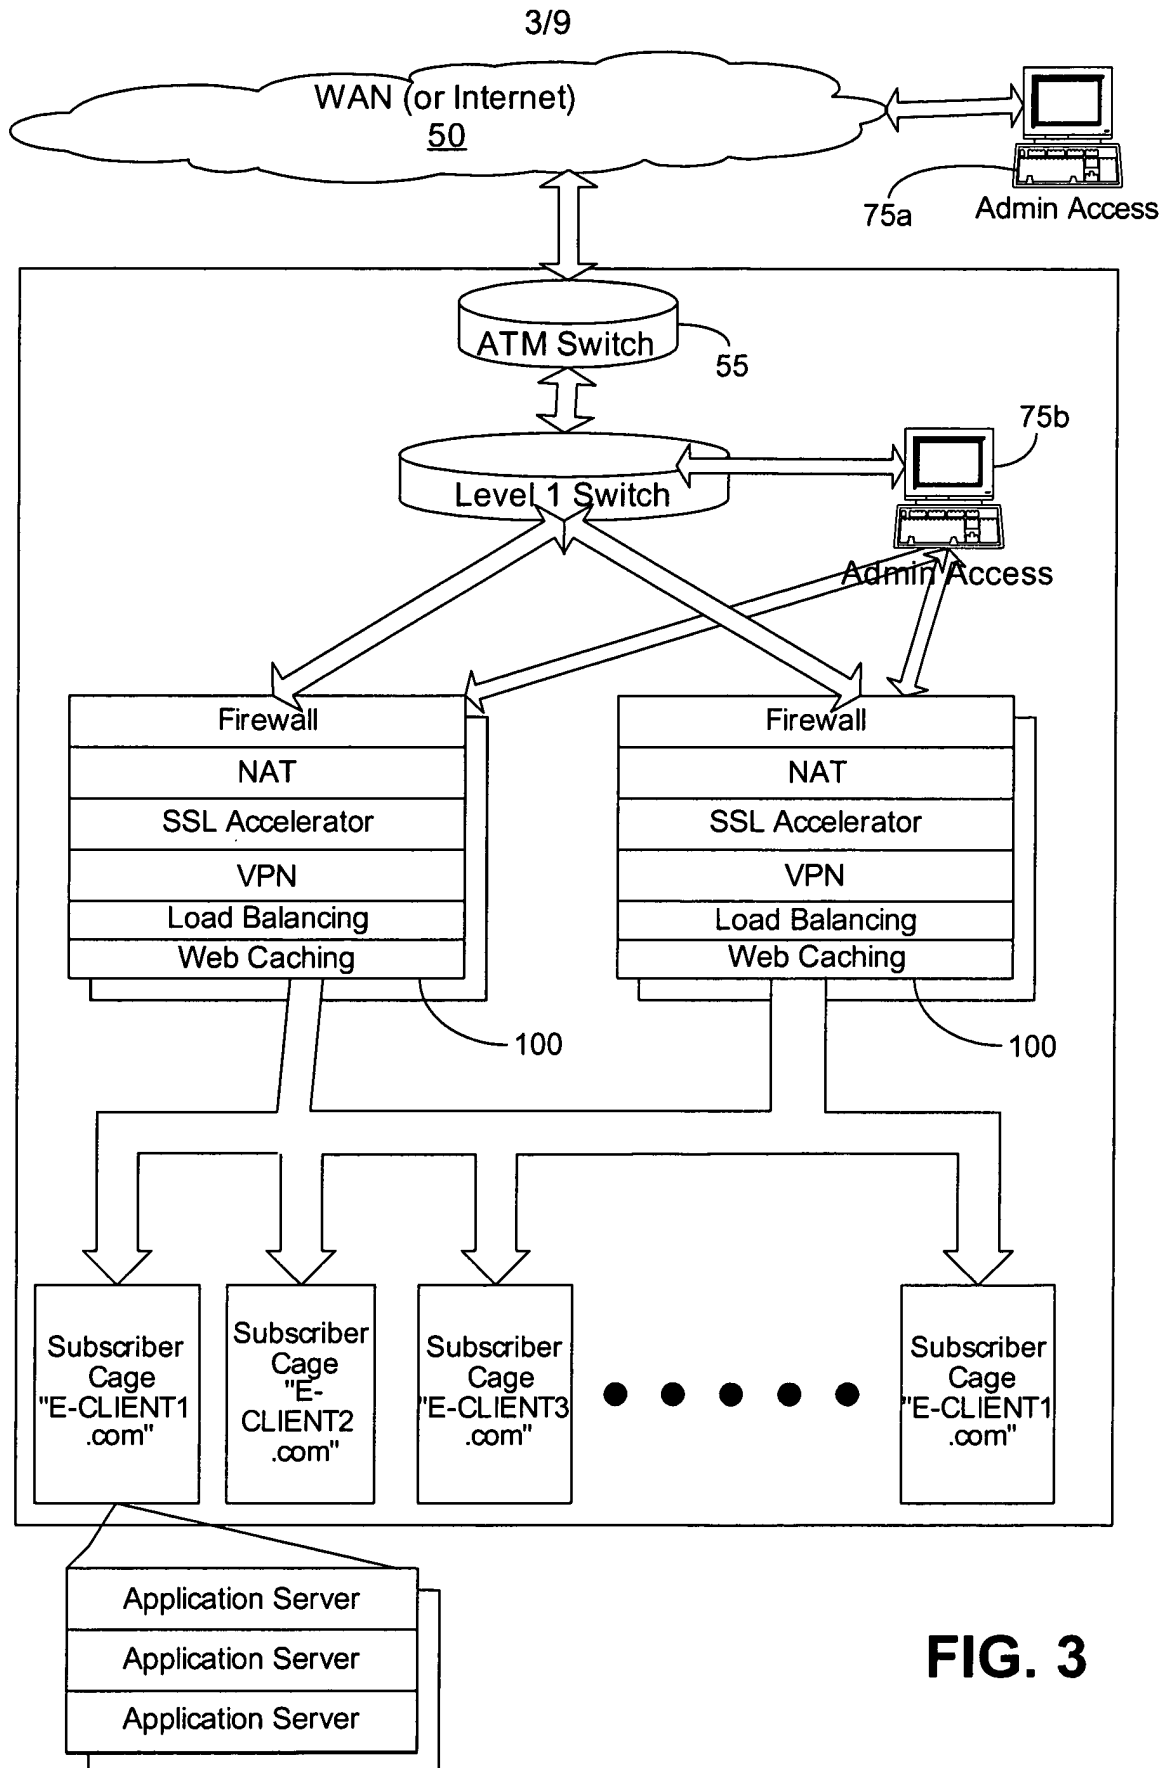 3/9
WAN (or Internet)
50
75a
Admin Access
ATM Switch
55
75b
Level 1 Switch
Admin Access
Firewall
NAT
SSL Accelerator
VPN
Load Balancing
Web Caching
100
Firewall
NAT
SSL Accelerator
VPN
Load Balancing
Web Caching
100
Subscriber
Cage
"E-CLIENT1
.com"
Subscriber
Cage
"E-
CLIENT2
.com"
Subscriber
Cage
"E-CLIENT3
.com"
Subscriber
Cage
"E-CLIENT1
.com"
Application Server
Application Server
Application Server
FIG. 3